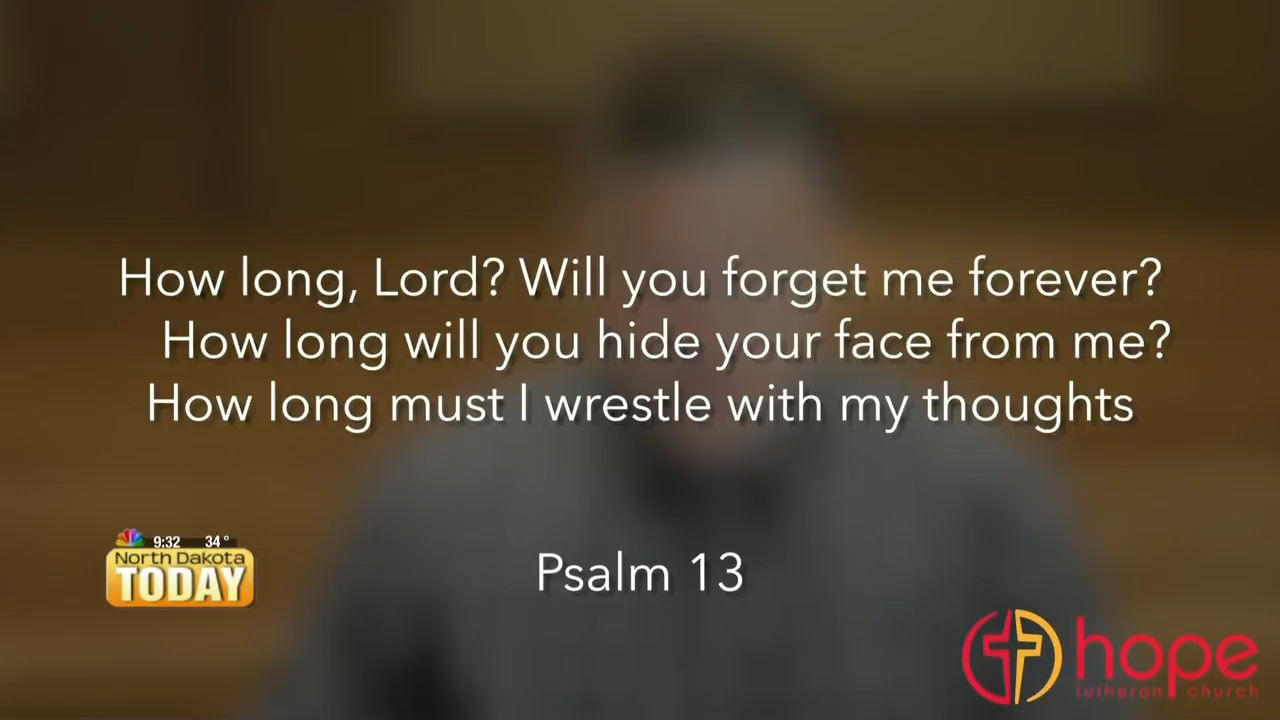 How long, Lord? Will you forget me forever?
How long will you hide your face from me?
How long must I wrestle with my thoughts
9:32 34°
North Dakota
TODAY
Psalm 13
hope
lutheran church